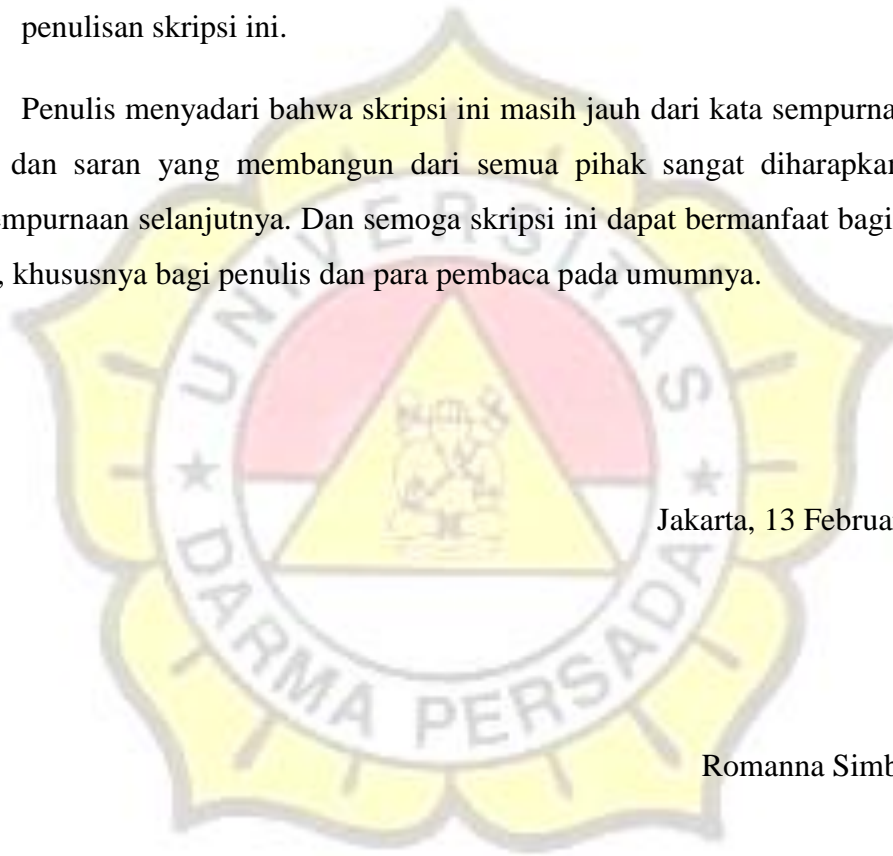 penulisan skripsi ini.
Penulis menyadari bahwa skripsi ini masih jauh dari kata sempurna
dan saran yang membangun dari semua pihak sangat diharapkan
empurnaan selanjutnya. Dan semoga skripsi ini dapat bermanfaat bagi
, khususnya bagi penulis dan para pembaca pada umumnya.
UNIVERSITAS
DARMA PERSADA
Jakarta, 13 Februa
Romanna Simb